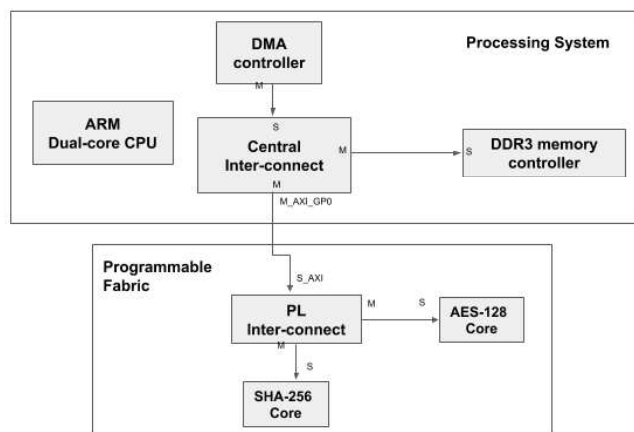 DMA
controller
Processing System
M
ARM
Dual-core CPU
S
Central
Inter-connect
M
M
S
DDR3 memory
controller
M_AXI_GP0
Programmable
Fabric
S_AXI
PL
Inter-connect
M
M
S
AES-128
Core
S
SHA-256
Core